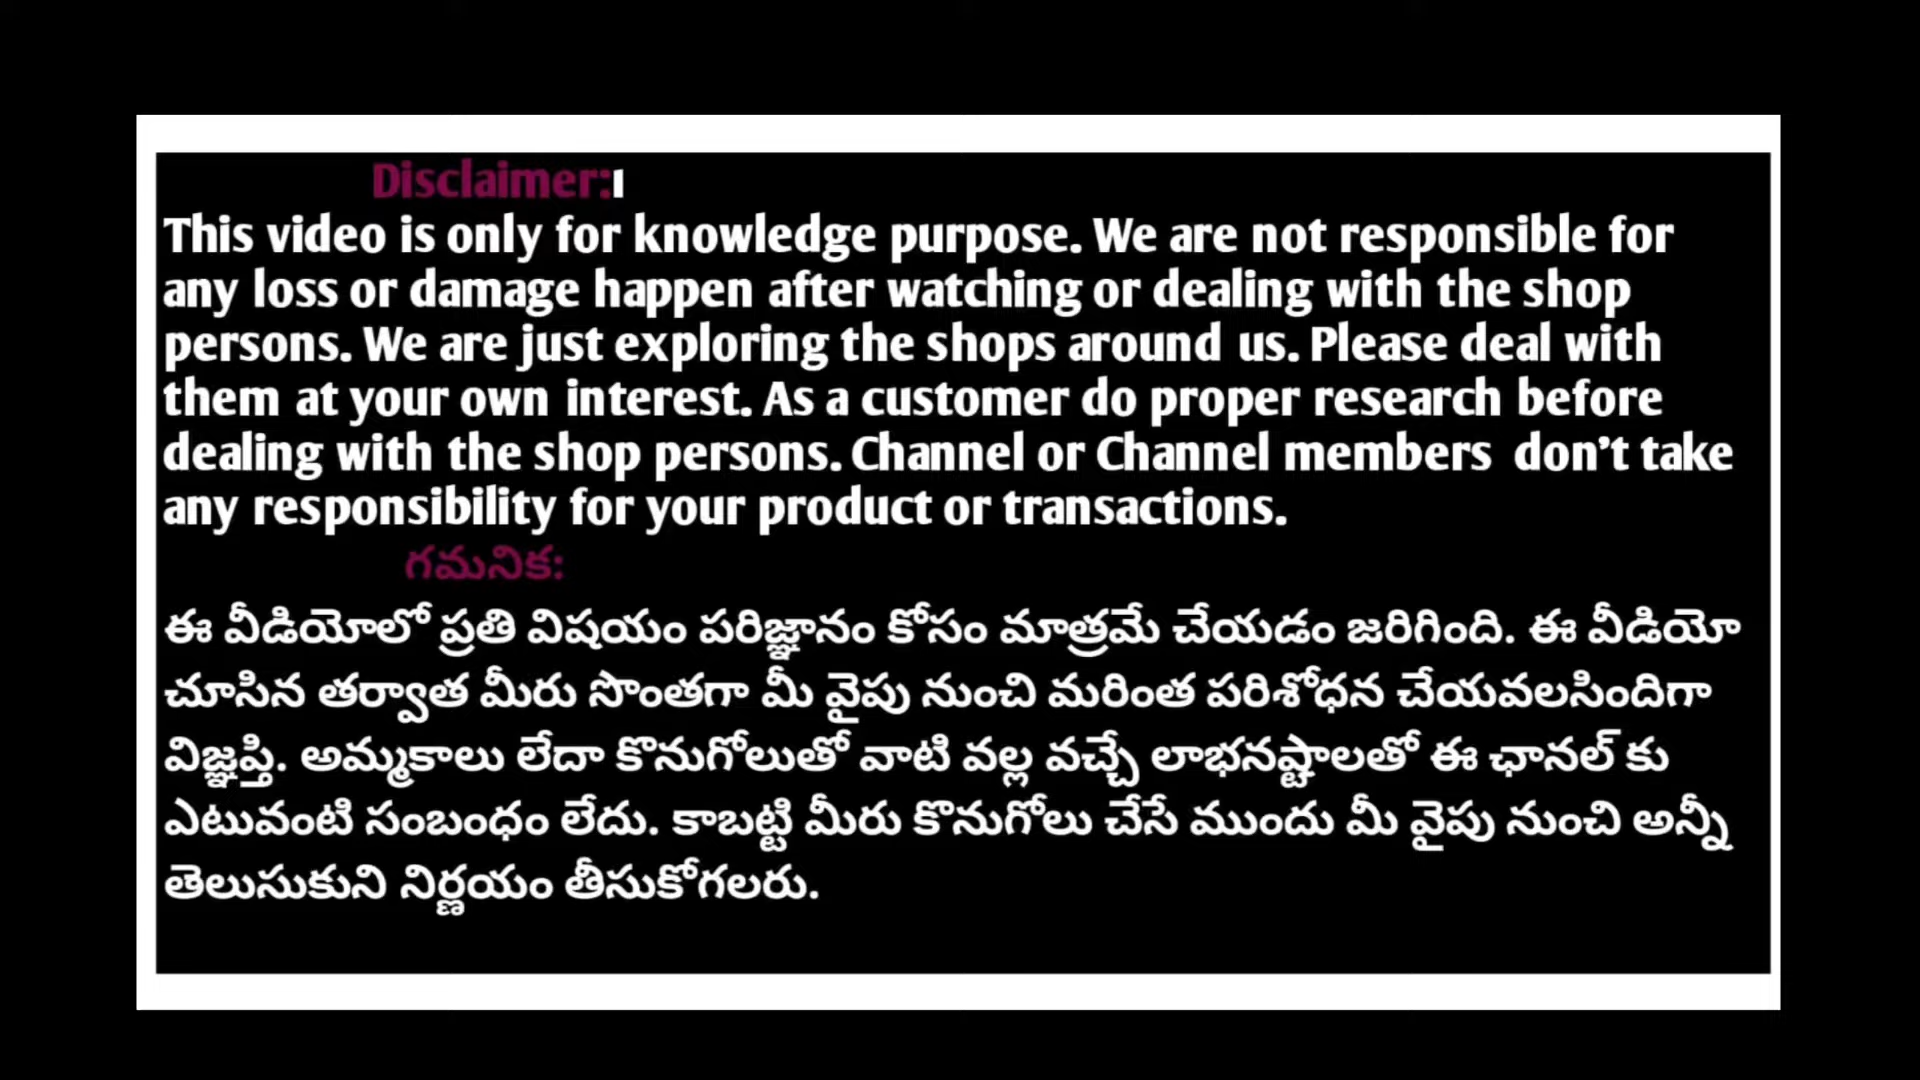 Disclaimer:
This video is only for knowledge purpose. We are not responsible for
any loss or damage happen after watching or dealing with the shop
persons. We are just exploring the shops around us. Please deal with
them at your own interest. As a customer do proper research before
dealing with the shop persons. Channel or Channel members don't take
any responsibility for your product or transactions.
గమనిక:
ఈ వీడియోలో ప్రతి విషయం పరిజ్ఞానం కోసం మాత్రమే చేయడం జరిగింది. ఈ వీడియో
చూసిన తర్వాత మీరు సొంతగా మీ వైపు నుంచి మరింత పరిశోధన చేయవలసిందిగా
విజ్ఞప్తి. అమ్మకాలు లేదా కొనుగోలుతో వాటి వల్ల వచ్చే లాభనష్టాలతో ఈ ఛానల్ కు
ఎటువంటి సంబంధం లేదు. కాబట్టి మీరు కొనుగోలు చేసే ముందు మీ వైపు నుంచి అన్నీ
తెలుసుకుని నిర్ణయం తీసుకోగలరు.